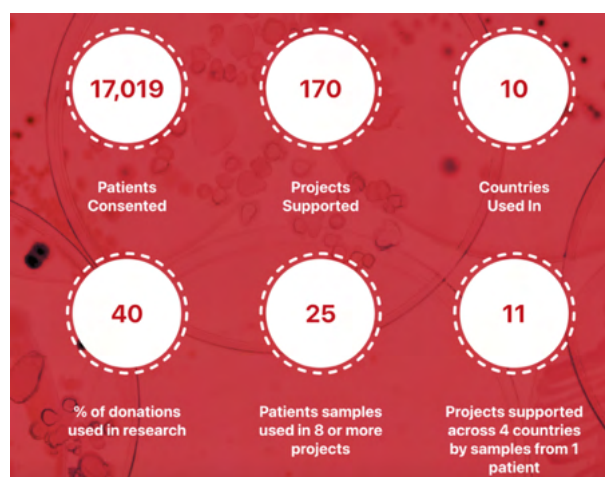 17,019
170
10
Patients
Consented
Projects
Supported
Countries
Used In
40
25
11
% of donations
used in research
Patients samples
used in 8 or more
projects
Projects supported
across 4 countries
by samples from 1
patient